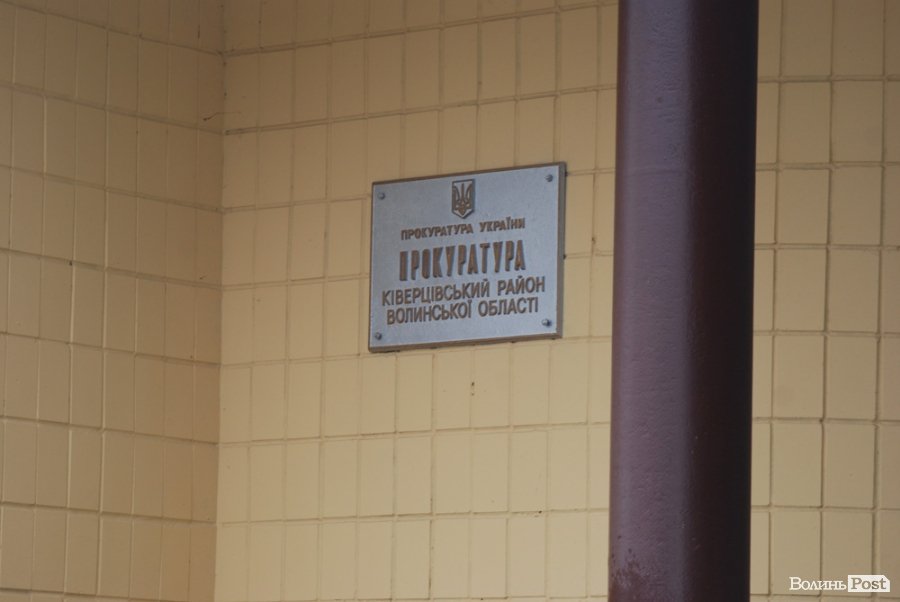 ПРОКУРАТУРА УКРАЇНИ
ПРОКУРАТУРА
КІВЕРЦІВСЬКИЙ РАЙОН
ВОЛИНСЬКОЇ ОБЛАСТІ
ВолиньPost